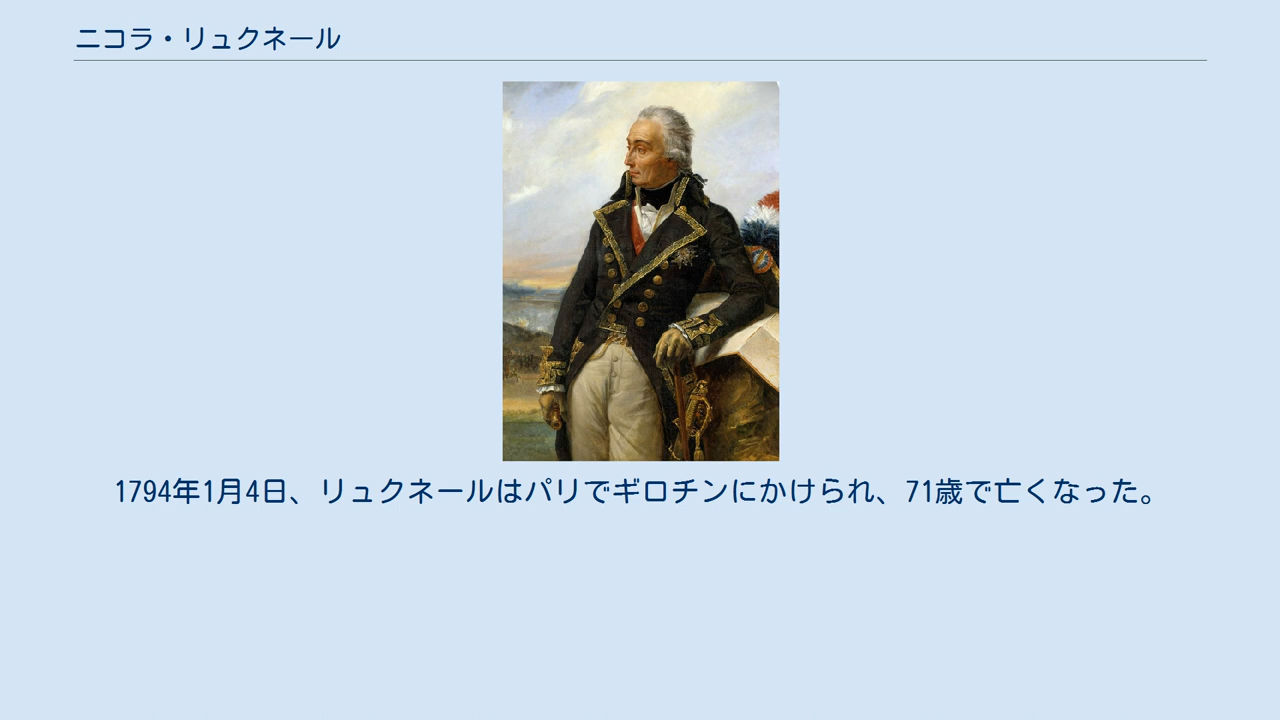 ニコラ・リュクネール
1794年1月4日、リュクネールはパリでギロチンにかけられ、71歳で亡くなった。